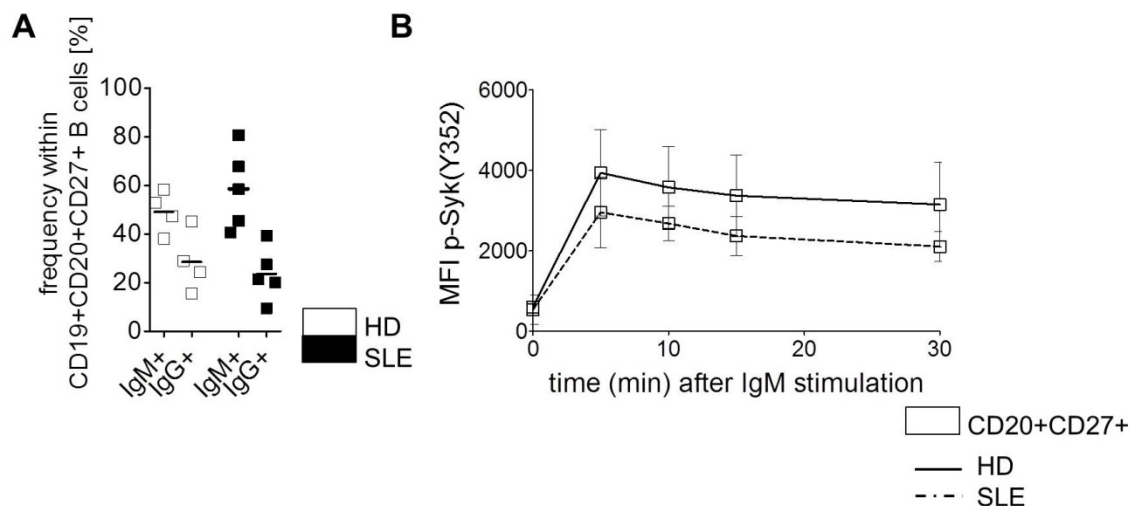 A
frequency within
CD19+CD20+CD27+ B cells [%]
100
80
60
40
20
0
IgM+
IgG+
IgM+
IgG+
HD
SLE
B
MFI p-Syk(Y352)
6000
4000
2000
0
0
10
20
30
time (min) after IgM stimulation
CD20+CD27+
HD
SLE